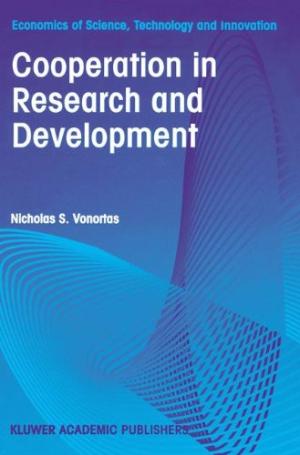 Economics of Science, Technology and Innovation
Cooperation in
Research and
Development
Nicholas S. Vonortas
KLUWER ACADEMIC PUBLISHERS